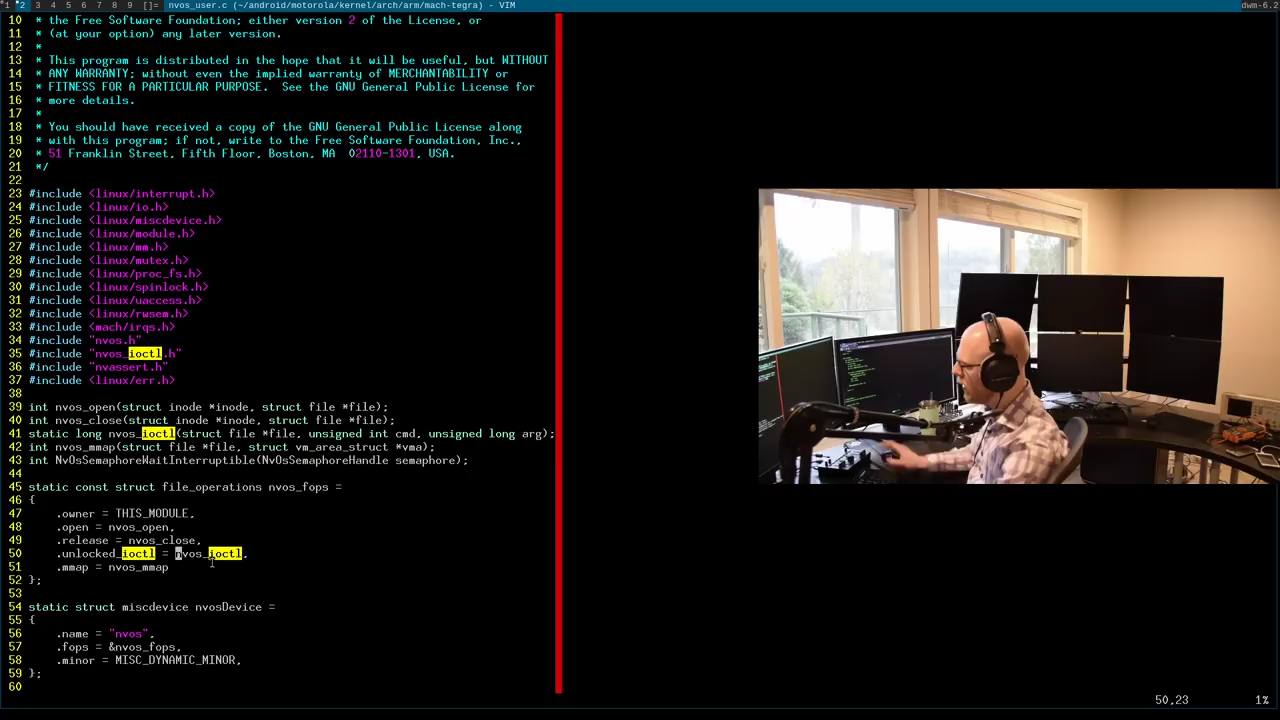 1 2 3 4 5 6 7 8 9 []= nvos_user.c (~/android/motorola/kernel/arch/arm/mach-tegra) - VIM dwm-6.2
10 * the Free Software Foundation; either version 2 of the License, or
11 * (at your option) any later version.
12 *
13 * This program is distributed in the hope that it will be useful, but WITHOUT
14 * ANY WARRANTY; without even the implied warranty of MERCHANTABILITY or
15 * FITNESS FOR A PARTICULAR PURPOSE.  See the GNU General Public License for
16 * more details.
17 *
18 * You should have received a copy of the GNU General Public License along
19 * with this program; if not, write to the Free Software Foundation, Inc.,
20 * 51 Franklin Street, Fifth Floor, Boston, MA  02110-1301, USA.
21 */
22
23 #include <linux/interrupt.h>
24 #include <linux/io.h>
25 #include <linux/miscdevice.h>
26 #include <linux/module.h>
27 #include <linux/mm.h>
28 #include <linux/mutex.h>
29 #include <linux/proc_fs.h>
30 #include <linux/spinlock.h>
31 #include <linux/uaccess.h>
32 #include <linux/rwsem.h>
33 #include <mach/irqs.h>
34 #include "nvos.h"
35 #include "nvos_ioctl.h"
36 #include "nvassert.h"
37 #include <linux/err.h>
38
39 int nvos_open(struct inode *inode, struct file *file);
40 int nvos_close(struct inode *inode, struct file *file);
41 static long nvos_ioctl(struct file *file, unsigned int cmd, unsigned long arg);
42 int nvos_mmap(struct file *file, struct vm_area_struct *vma);
43 int NvOsSemaphoreWaitInterruptible(NvOsSemaphoreHandle semaphore);
44
45 static const struct file_operations nvos_fops =
46 {
47     .owner = THIS_MODULE,
48     .open = nvos_open,
49     .release = nvos_close,
50     .unlocked_ioctl = nvos_ioctl,
51     .mmap = nvos_mmap
52 };
53
54 static struct miscdevice nvosDevice =
55 {
56     .name = "nvos",
57     .fops = &nvos_fops,
58     .minor = MISC_DYNAMIC_MINOR,
59 };
60
50,23 1%